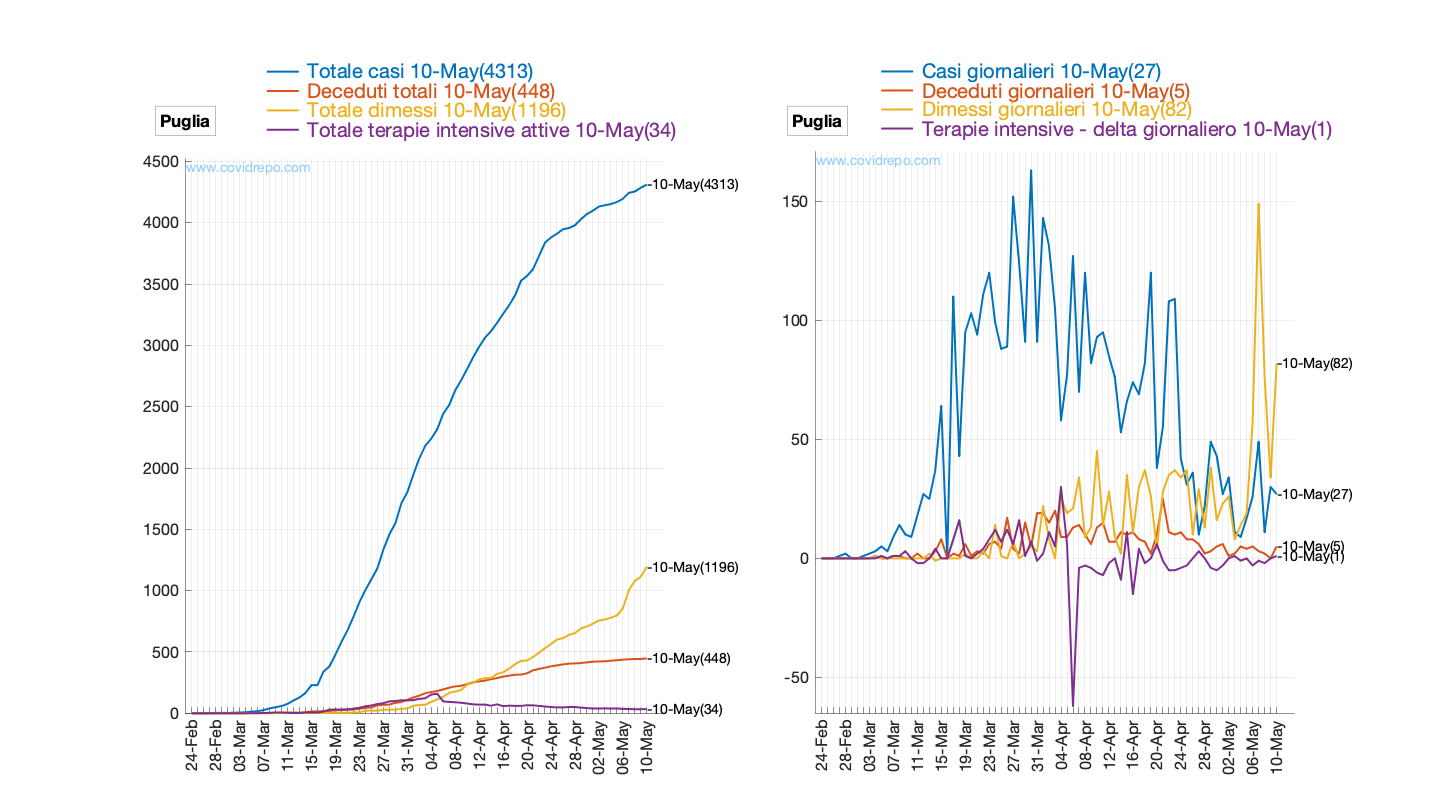 Totale casi 10-May(4313)
Deceduti totali 10-May(448)
Totale dimessi 10-May(1196)
Totale terapie intensive attive 10-May(34)
Puglia
www.covidrepo.com
4500
4000
3500
3000
2500
2000
1500
1000
500
0
10-May(4313)
10-May(1196)
10-May(448)
10-May(34)
24-Feb
28-Feb
03-Mar
07-Mar
11-Mar
15-Mar
19-Mar
23-Mar
27-Mar
31-Mar
04-Apr
08-Apr
12-Apr
16-Apr
20-Apr
24-Apr
28-Apr
02-May
06-May
10-May
Casi giornalieri 10-May(27)
Deceduti giornalieri 10-May(5)
Dimessi giornalieri 10-May(82)
Terapie intensive - delta giornaliero 10-May(1)
Puglia
www.covidrepo.com
150
100
50
0
-50
10-May(82)
10-May(27)
10-May(5)
10-May(1)
24-Feb
28-Feb
03-Mar
07-Mar
11-Mar
15-Mar
19-Mar
23-Mar
27-Mar
31-Mar
04-Apr
08-Apr
12-Apr
16-Apr
20-Apr
24-Apr
28-Apr
02-May
06-May
10-May